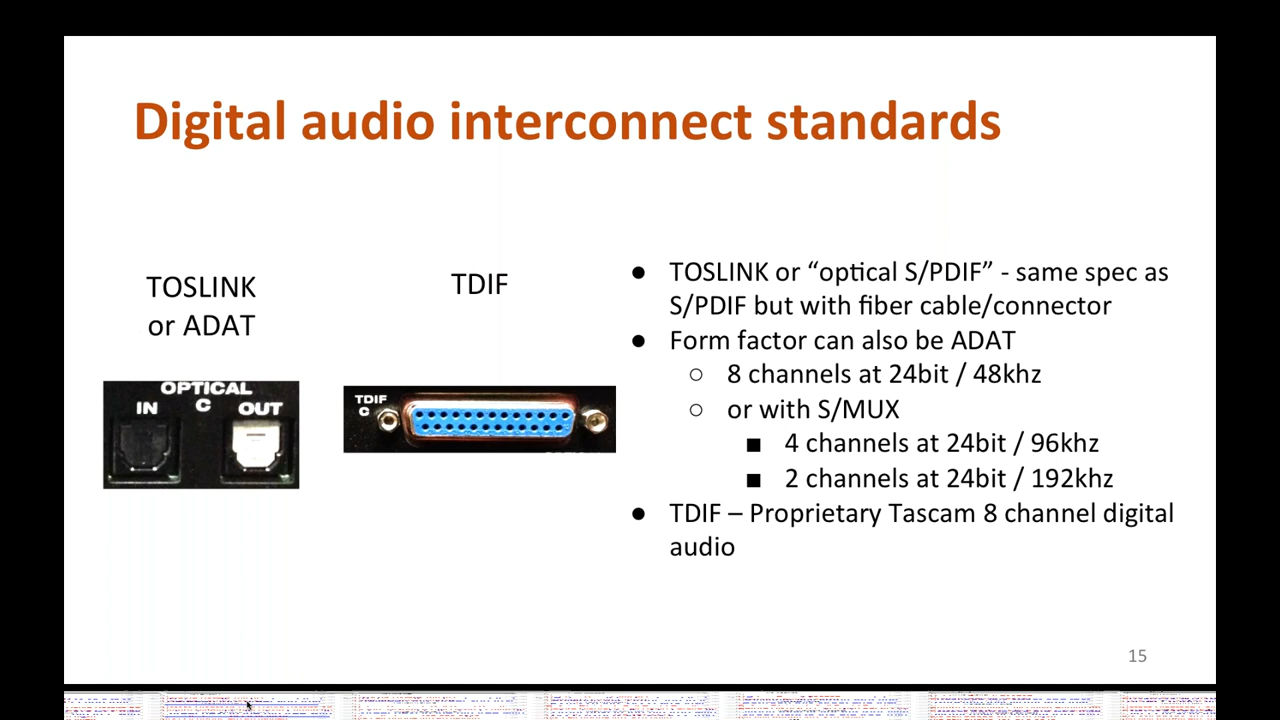 Digital audio interconnect standards
TOSLINK
or ADAT
OPTICAL
IN C OUT
TDIF
TDIF
C
● TOSLINK or “optical S/PDIF” - same spec as
S/PDIF but with fiber cable/connector
● Form factor can also be ADAT
○ 8 channels at 24bit / 48khz
○ or with S/MUX
■ 4 channels at 24bit / 96khz
■ 2 channels at 24bit / 192khz
● TDIF – Proprietary Tascam 8 channel digital
audio
15